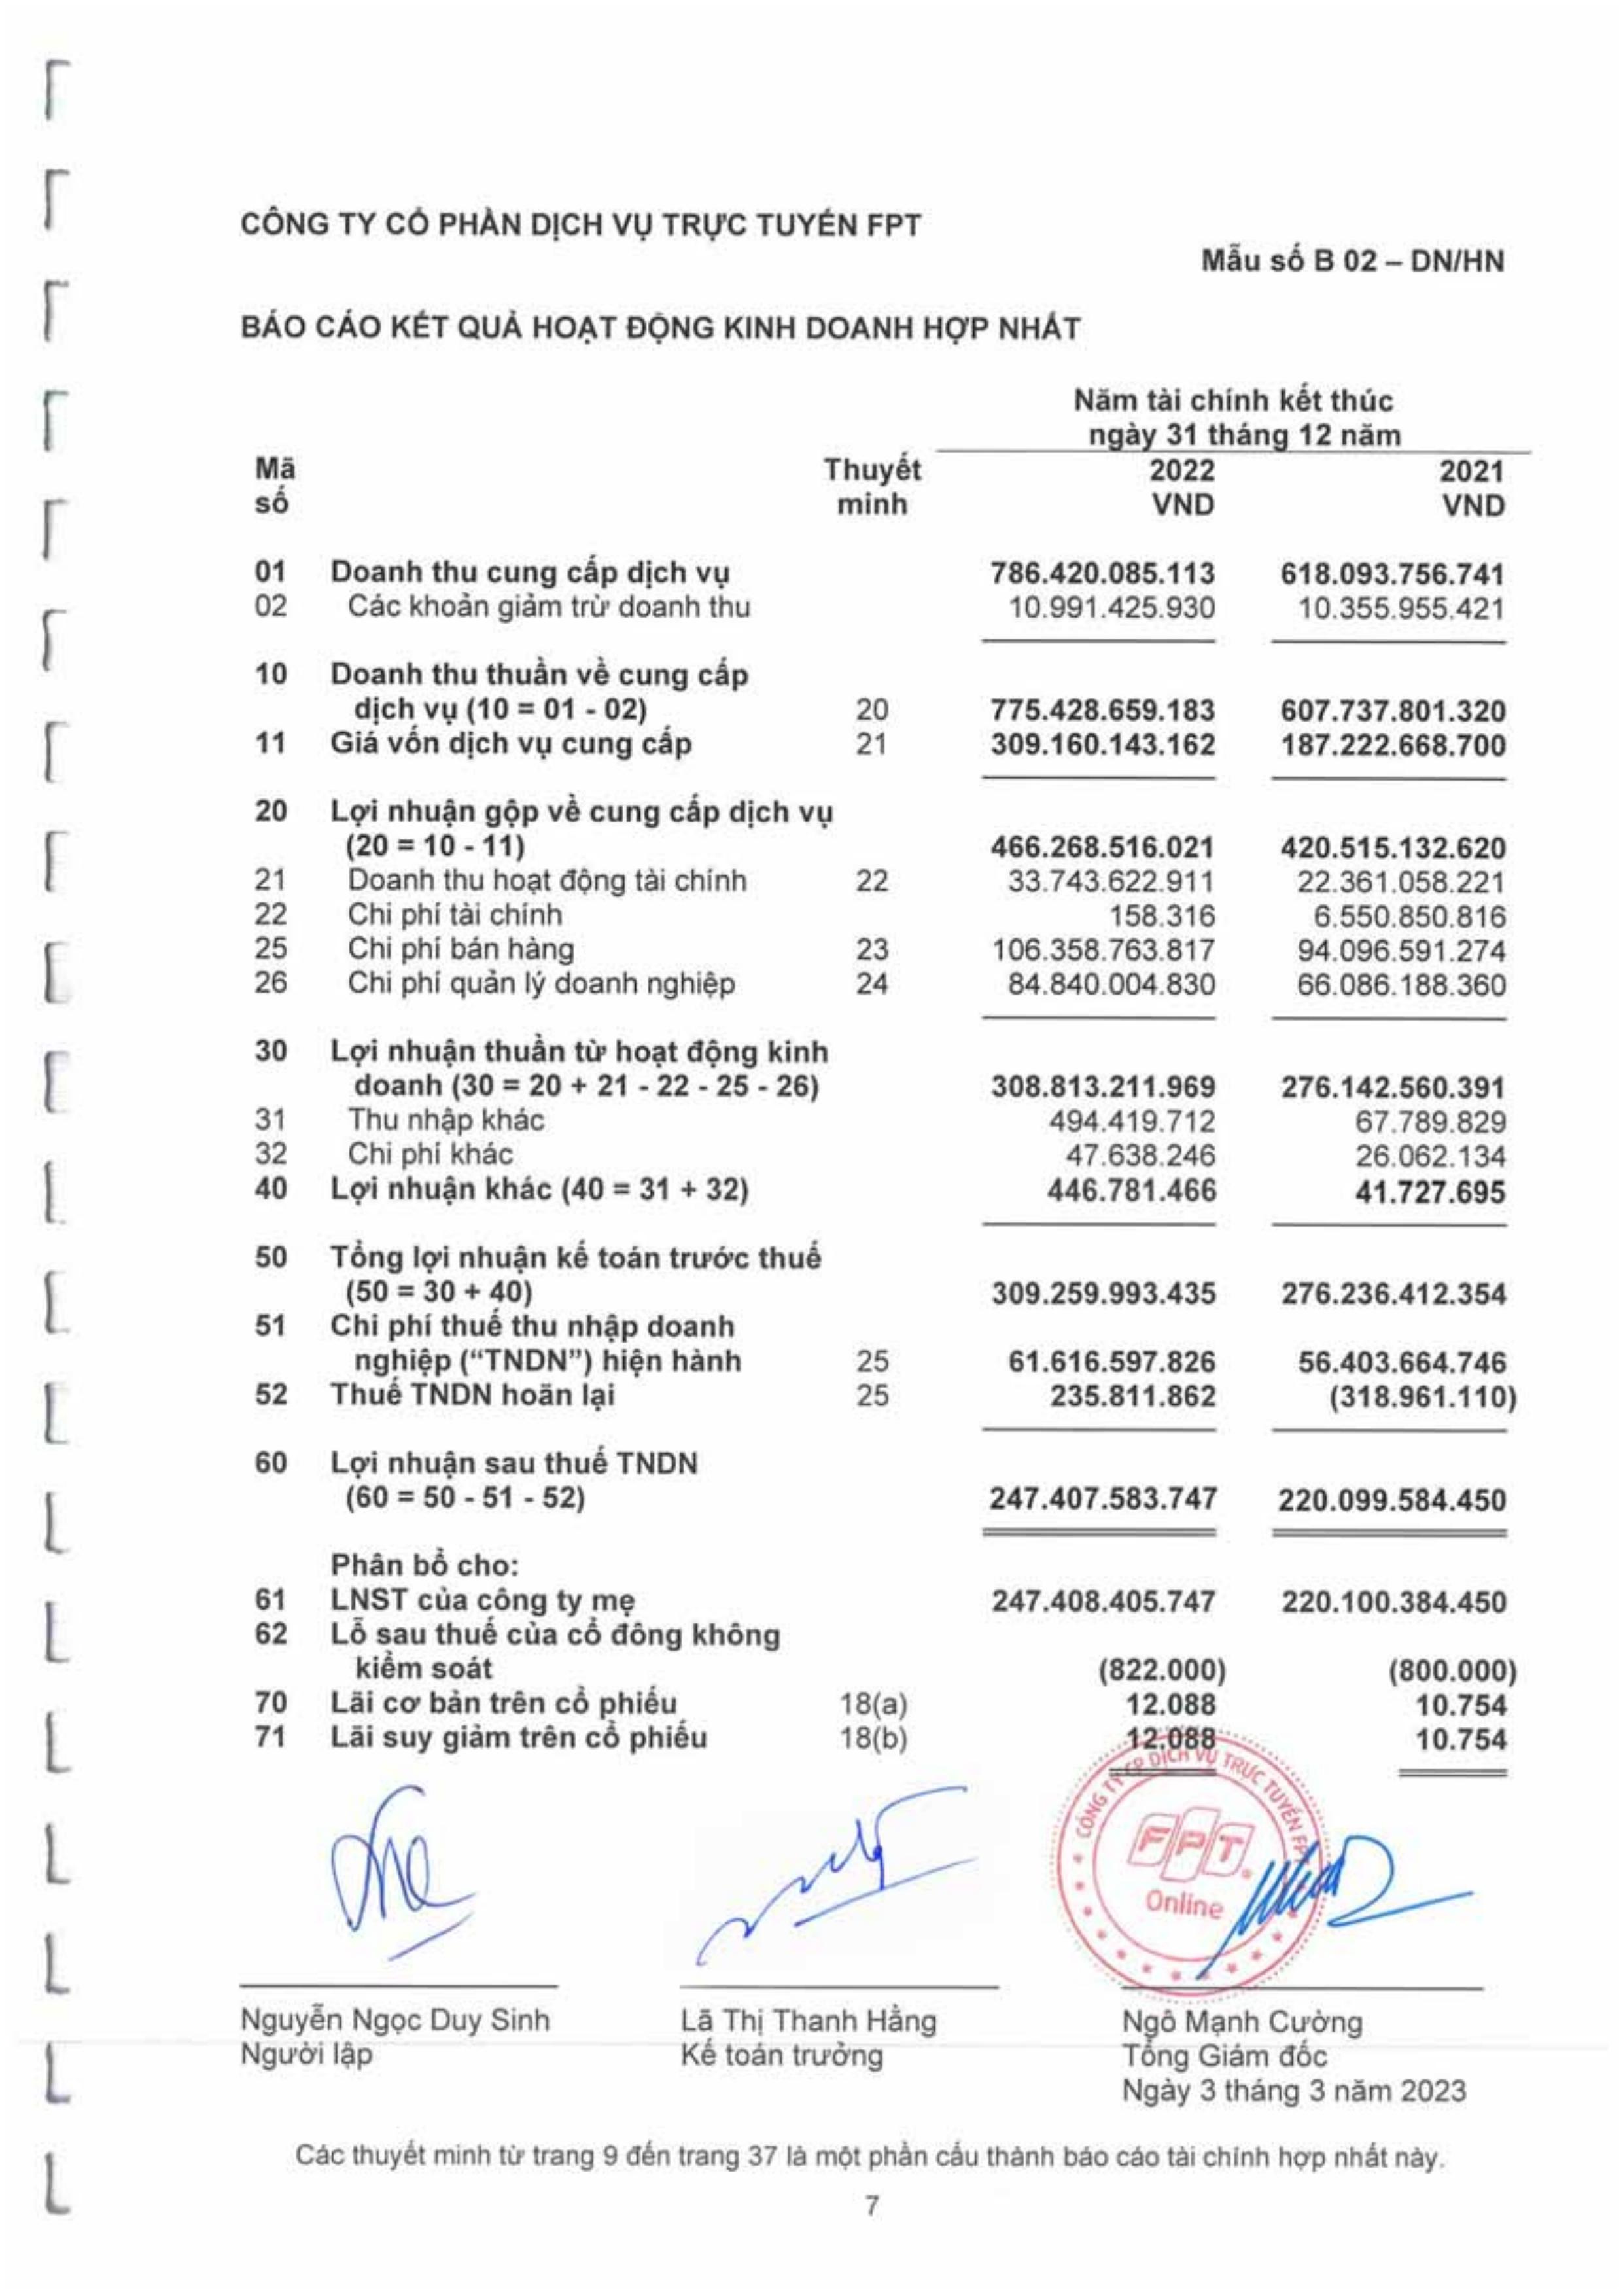 CÔNG TY CỔ PHẦN DỊCH VỤ TRỰC TUYẾN FPT
Mẫu số B 02 – DN/HN
BÁO CÁO KẾT QUẢ HOẠT ĐỘNG KINH DOANH HỢP NHẤT
Năm tài chính kết thúc
ngày 31 tháng 12 năm
Mã Thuyết 2022 2021
số minh VND VND
01 Doanh thu cung cấp dịch vụ 786.420.085.113 618.093.756.741
02 Các khoản giảm trừ doanh thu 10.991.425.930 10.355.955.421
10 Doanh thu thuần về cung cấp
dịch vụ (10 = 01 - 02) 20 775.428.659.183 607.737.801.320
11 Giá vốn dịch vụ cung cấp 21 309.160.143.162 187.222.668.700
20 Lợi nhuận gộp về cung cấp dịch vụ
(20 = 10 - 11) 466.268.516.021 420.515.132.620
21 Doanh thu hoạt động tài chính 22 33.743.622.911 22.361.058.221
22 Chi phí tài chính 158.316 6.550.850.816
25 Chi phí bán hàng 23 106.358.763.817 94.096.591.274
26 Chi phí quản lý doanh nghiệp 24 84.840.004.830 66.086.188.360
30 Lợi nhuận thuần từ hoạt động kinh
doanh (30 = 20 + 21 - 22 - 25 - 26) 308.813.211.969 276.142.560.391
31 Thu nhập khác 494.419.712 67.789.829
32 Chi phí khác 47.638.246 26.062.134
40 Lợi nhuận khác (40 = 31 + 32) 446.781.466 41.727.695
50 Tổng lợi nhuận kế toán trước thuế
(50 = 30 + 40) 309.259.993.435 276.236.412.354
51 Chi phí thuế thu nhập doanh
nghiệp (“TNDN”) hiện hành 25 61.616.597.826 56.403.664.746
52 Thuế TNDN hoãn lại 25 235.811.862 (318.961.110)
60 Lợi nhuận sau thuế TNDN
(60 = 50 - 51 - 52) 247.407.583.747 220.099.584.450
Phân bổ cho:
61 LNST của công ty mẹ 247.408.405.747 220.100.384.450
62 Lỗ sau thuế của cổ đông không
kiểm soát (822.000) (800.000)
70 Lãi cơ bản trên cổ phiếu 18(a) 12.088 10.754
71 Lãi suy giảm trên cổ phiếu 18(b) 12.088 10.754
CÔNG TY CP DỊCH VỤ TRỰC TUYẾN FPT
FPT
Online
Nguyễn Ngọc Duy Sinh Lã Thị Thanh Hằng Ngô Mạnh Cường
Người lập Kế toán trưởng Tổng Giám đốc
Ngày 3 tháng 3 năm 2023
Các thuyết minh từ trang 9 đến trang 37 là một phần cấu thành báo cáo tài chính hợp nhất này.
7